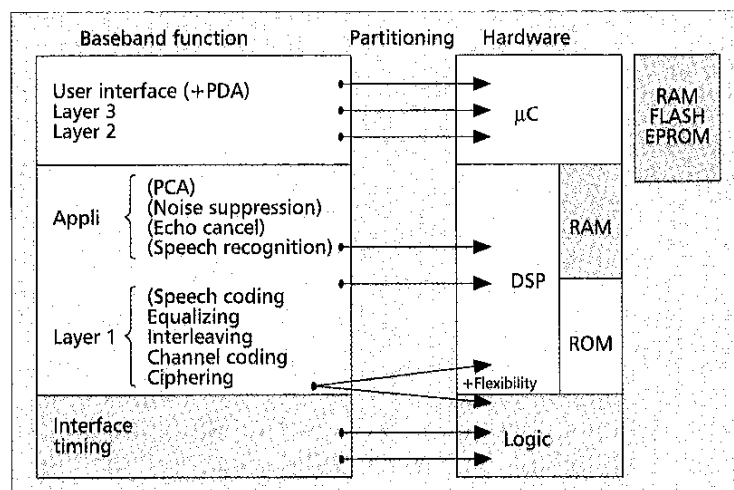 Baseband function Partitioning Hardware
User interface (+PDA)
Layer 3
Layer 2
µC
RAM
FLASH
EPROM
Appli
(PCA)
(Noise suppression)
(Echo cancel)
(Speech recognition)
RAM
DSP
Layer 1
(Speech coding
Equalizing
Interleaving
Channel coding
Ciphering
ROM
+Flexibility
Interface
timing
Logic